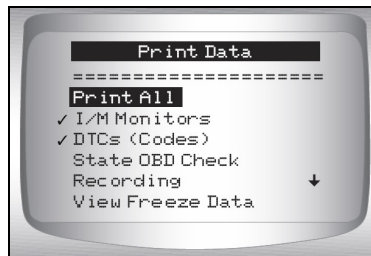 Print Data
=====================
Print All
✓ I/M Monitors
✓ DTCs (Codes)
State OBD Check
Recording ↓
View Freeze Data